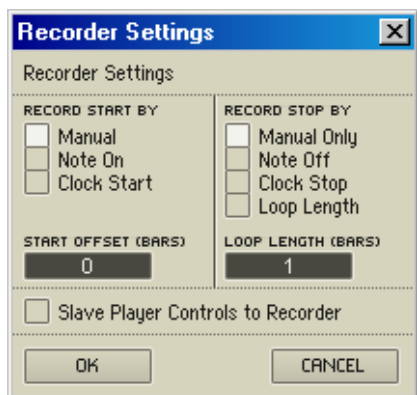 Recorder Settings
Recorder Settings
RECORD START BY
Manual
Note On
Clock Start
START OFFSET (BARS)
0
RECORD STOP BY
Manual Only
Note Off
Clock Stop
Loop Length
LOOP LENGTH (BARS)
1
Slave Player Controls to Recorder
OK
CANCEL